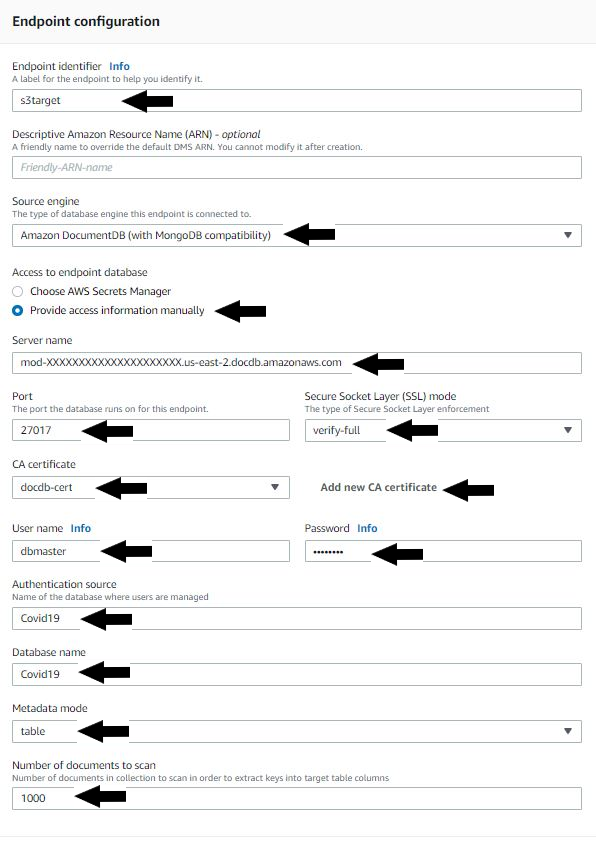 Endpoint configuration
Endpoint identifier Info
A label for the endpoint to help you identify it.
s3target
Descriptive Amazon Resource Name (ARN) - optional
A friendly name to override the default DMS ARN. You cannot modify it after creation.
Friendly-ARN-name
Source engine
The type of database engine this endpoint is connected to.
Amazon DocumentDB (with MongoDB compatibility)
Access to endpoint database
Choose AWS Secrets Manager
Provide access information manually
Server name
mod-XXXXXXXXXXXXXXXXXXXXX.us-east-2.docdb.amazonaws.com
Port
The port the database runs on for this endpoint.
27017
Secure Socket Layer (SSL) mode
The type of Secure Socket Layer enforcement
verify-full
CA certificate
docdb-cert
Add new CA certificate
User name Info
dbmaster
Password Info
••••••••
Authentication source
Name of the database where users are managed
Covid19
Database name
Covid19
Metadata mode
table
Number of documents to scan
Number of documents in collection to scan in order to extract keys into target table columns
1000